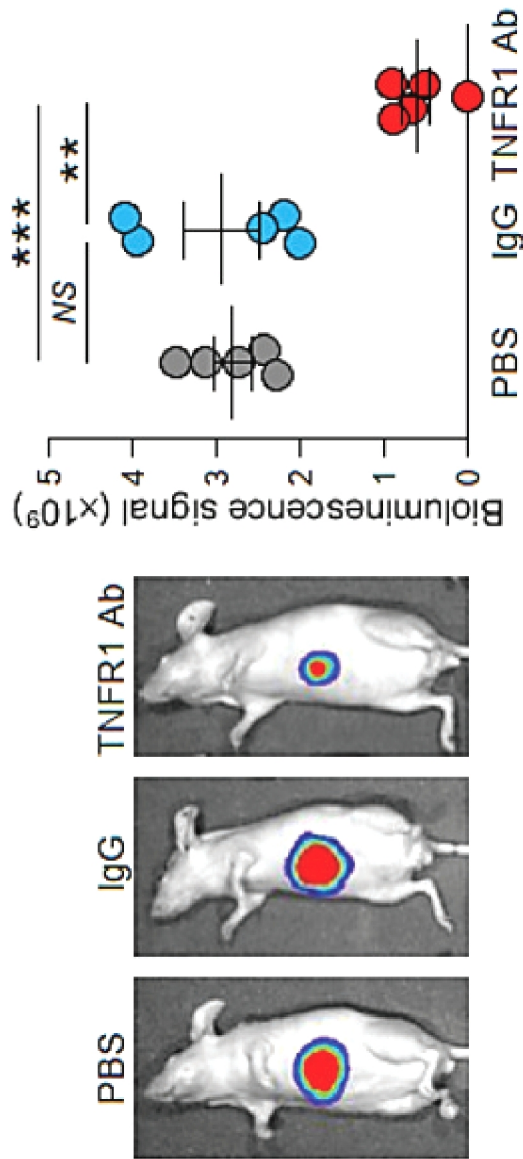 PBS
IgG
TNFR1 Ab
Bioluminescence signal (×10⁹)
5
4
3
2
1
0
***
NS
**
PBS
IgG
TNFR1 Ab